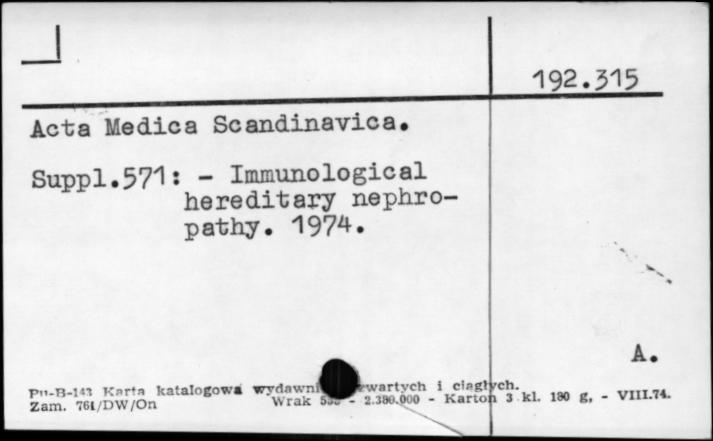 192.315
Acta Medica Scandinavica.
Suppl.571: - Immunological
hereditary nephro-
pathy. 1974.
A.
Pu-B-143 Karta katalogowa wydawni wartych i ciągłych.
Zam. 761/DW/On Wrak - 2.380.000 - Karton 3 kl. 180 g, - VIII.74.